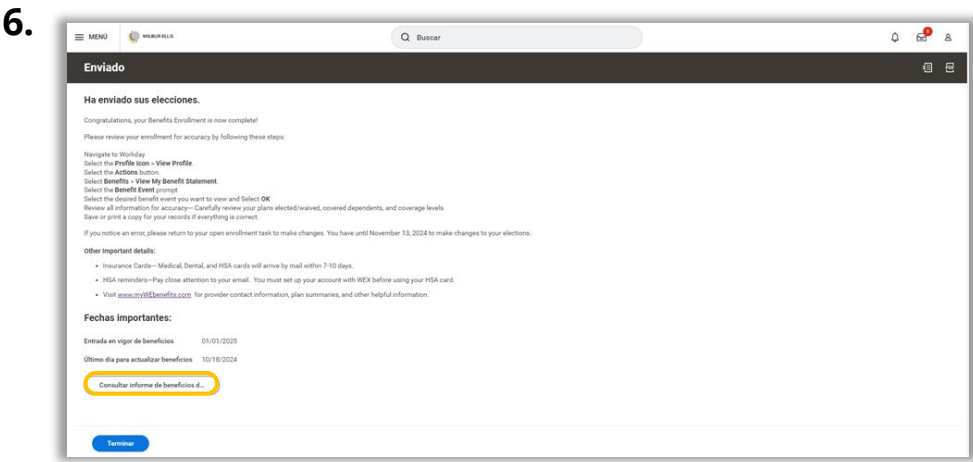 6.
MENÚ WILBUR-ELLIS Buscar 1
Enviado
Ha enviado sus elecciones.
Congratulations, your Benefits Enrollment is now complete!
Please review your enrollment for accuracy by following these steps:
Navigate to Workday
Select the Profile Icon > View Profile.
Select the Actions button.
Select Benefits > View My Benefit Statement.
Select the Benefit Event prompt
Select the desired benefit event you want to view and Select OK
Review all information for accuracy— Carefully review your plans elected/waived, covered dependents, and coverage levels.
Save or print a copy for your records if everything is correct.
If you notice an error, please return to your open enrollment task to make changes. You have until November 13, 2024 to make changes to your elections.
Other Important details:
• Insurance Cards— Medical, Dental, and HSA cards will arrive by mail within 7-10 days.
• HSA reminders—Pay close attention to your email. You must set up your account with WEX before using your HSA card.
• Visit www.myWEbenefits.com for provider contact information, plan summaries, and other helpful information.
Fechas importantes:
Entrada en vigor de beneficios 01/01/2025
Último día para actualizar beneficios 10/18/2024
Consultar informe de beneficios d...
Terminar